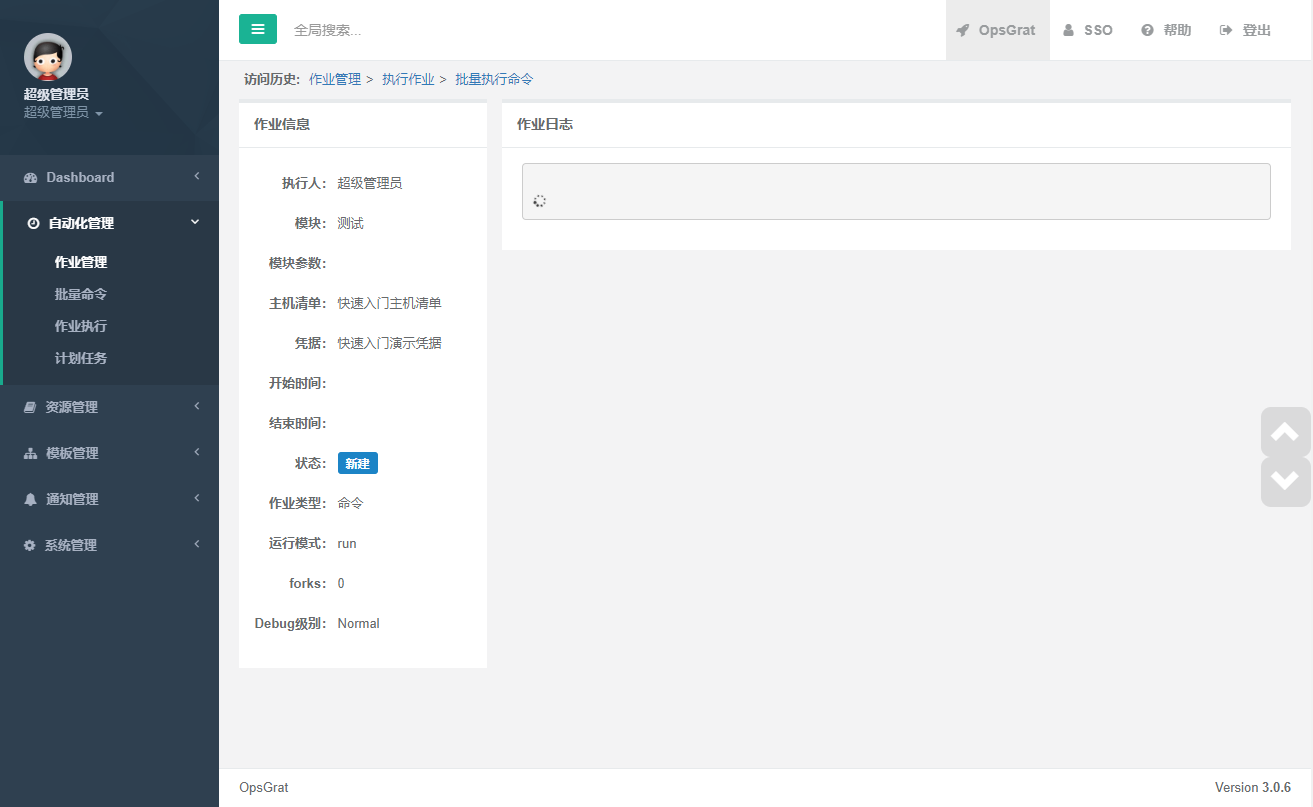 超级管理员
超级管理员
Dashboard
自动化管理
作业管理
批量命令
作业执行
计划任务
资源管理
模板管理
通知管理
系统管理
全局搜索...
OpsGrat
SSO
帮助
登出
访问历史: 作业管理 > 执行作业 > 批量执行命令
作业信息
执行人: 超级管理员
模块: 测试
模块参数:
主机清单: 快速入门主机清单
凭据: 快速入门演示凭据
开始时间:
结束时间:
状态: 新建
作业类型: 命令
运行模式: run
forks: 0
Debug级别: Normal
作业日志
OpsGrat
Version 3.0.6